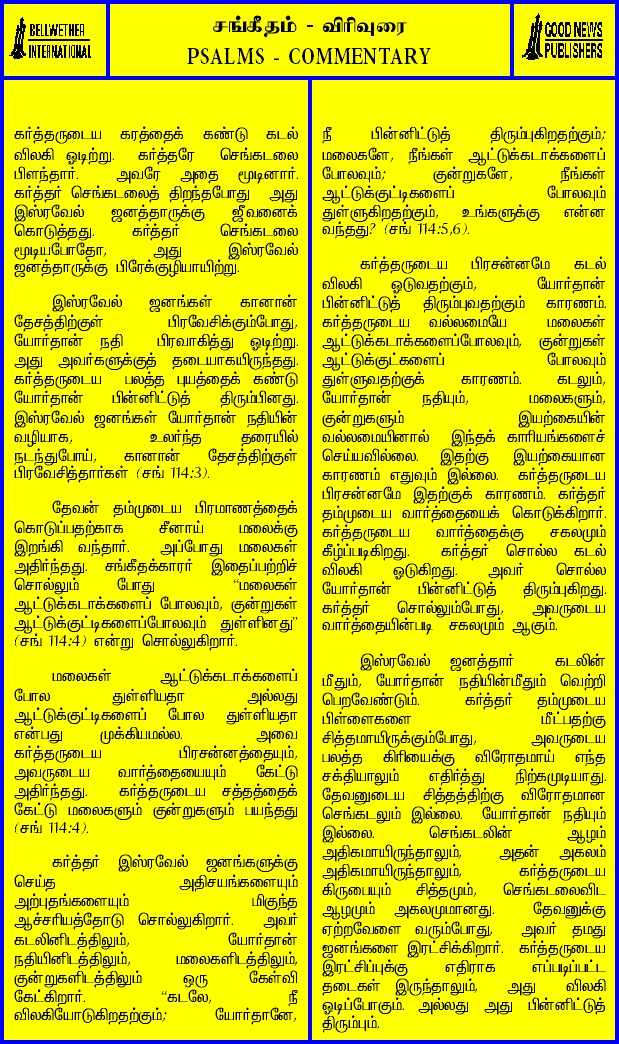 BELLWETHER
INTERNATIONAL
சங்கீதம் - விரிவுரை
PSALMS - COMMENTARY
GOOD NEWS
PUBLISHERS
கர்த்தருடைய கரத்தைக் கண்டு கடல்
விலகி ஓடிற்று. கர்த்தரே செங்கடலை
பிளந்தார். அவரே அதை மூடினார்.
கர்த்தர் செங்கடலைத் திறந்தபோது அது
இஸ்ரவேல் ஜனத்தாருக்கு ஜீவனைக்
கொடுத்தது. கர்த்தர் செங்கடலை
மூடியபோதோ, அது இஸ்ரவேல்
ஜனத்தாருக்கு பிரேக்குழியாயிற்று.
இஸ்ரவேல் ஜனங்கள் கானான்
தேசத்திற்குள் பிரவேசிக்கும்போது,
யோர்தான் நதி பிரவாகித்து ஓடிற்று.
அது அவர்களுக்குத் தடையாகயிருந்தது.
கர்த்தருடைய பலத்த புயத்தைக் கண்டு
யோர்தான் பின்னிட்டுத் திரும்பினது.
இஸ்ரவேல் ஜனங்கள் யோர்தான் நதியின்
வழியாக, உலர்ந்த தரையில்
நடந்துபோய், கானான் தேசத்திற்குள்
பிரவேசித்தார்கள் (சங் 114:3).
தேவன் தம்முடைய பிரமாணத்தைக்
கொடுப்பதற்காக சீனாய் மலைக்கு
இறங்கி வந்தார். அப்போது மலைகள்
அதிர்ந்தது. சங்கீதக்காரர் இதைப்பற்றிச்
சொல்லும் போது "மலைகள்
ஆட்டுக்கடாக்களைப் போலவும், குன்றுகள்
ஆட்டுக்குட்டிகளைப்போலவும் துள்ளினது"
(சங் 114:4) என்று சொல்லுகிறார்.
மலைகள் ஆட்டுக்கடாக்களைப்
போல துள்ளியதா அல்லது
ஆட்டுக்குட்டிகளைப் போல துள்ளியதா
என்பது முக்கியமல்ல. அவை
கர்த்தருடைய பிரசன்னத்தையும்,
அவருடைய வார்த்தையையும் கேட்டு
அதிர்ந்தது. கர்த்தருடைய சத்தத்தைக்
கேட்டு மலைகளும் குன்றுகளும் பயந்தது
(சங் 114:4).
கர்த்தர் இஸ்ரவேல் ஜனங்களுக்கு
செய்த அதிசயங்களையும்
அற்புதங்களையும் மிகுந்த
ஆச்சரியத்தோடு சொல்லுகிறார். அவர்
கடலினிடத்திலும், யோர்தான்
நதியினிடத்திலும், மலைகளிடத்திலும்,
குன்றுகளிடத்திலும் ஒரு கேள்வி
கேட்கிறார். "கடலே, நீ
விலகியோடுகிறதற்கும்; யோர்தானே,
நீ பின்னிட்டுத் திரும்புகிறதற்கும்;
மலைகளே, நீங்கள் ஆட்டுக்கடாக்களைப்
போலவும்; குன்றுகளே, நீங்கள்
ஆட்டுக்குட்டிகளைப் போலவும்
துள்ளுகிறதற்கும், உங்களுக்கு என்ன
வந்தது? (சங் 114:5,6).
கர்த்தருடைய பிரசன்னமே கடல்
விலகி ஓடுவதற்கும், யோர்தான்
பின்னிட்டுத் திரும்புவதற்கும் காரணம்.
கர்த்தருடைய வல்லமையே மலைகள்
ஆட்டுக்கடாக்களைப்போலவும், குன்றுகள்
ஆட்டுக்குட்களைப் போலவும்
துள்ளுவதற்குக் காரணம். கடலும்,
யோர்தான் நதியும், மலைகளும்,
குன்றுகளும் இயற்கையின்
வல்லமையினால் இந்தக் காரியங்களைச்
செய்யவில்லை. இதற்கு இயற்கையான
காரணம் எதுவும் இல்லை. கர்த்தருடைய
பிரசன்னமே இதற்குக் காரணம். கர்த்தர்
தம்முடைய வார்த்தையைக் கொடுக்கிறார்.
கர்த்தருடைய வார்த்தைக்கு சகலமும்
கீழ்ப்படிகிறது. கர்த்தர் சொல்ல கடல்
விலகி ஓடுகிறது. அவர் சொல்ல
யோர்தான் பின்னிட்டுத் திரும்புகிறது.
கர்த்தர் சொல்லும்போது, அவருடைய
வார்த்தையின்படி சகலமும் ஆகும்.
இஸ்ரவேல் ஜனத்தார் கடலின்
மீதும், யோர்தான் நதியின்மீதும் வெற்றி
பெறவேண்டும். கர்த்தர் தம்முடைய
பிள்ளைகளை மீட்பதற்கு
சித்தமாயிருக்கும்போது, அவருடைய
பலத்த கிரியைக்கு விரோதமாய் எந்த
சக்தியாலும் எதிர்த்து நிற்கமுடியாது.
தேவனுடைய சித்தத்திற்கு விரோதமான
செங்கடலும் இல்லை. யோர்தான் நதியும்
இல்லை. செங்கடலின் ஆழம்
அதிகமாயிருந்தாலும், அதன் அகலம்
அதிகமாயிருந்தாலும், கர்த்தருடைய
கிருபையும் சித்தமும், செங்கடலைவிட
ஆழமும் அகலமுமானது. தேவனுக்கு
ஏற்றவேளை வரும்போது, அவர் தமது
ஜனங்களை இரட்சிக்கிறார். கர்த்தருடைய
இரட்சிப்புக்கு எதிராக எப்படிப்பட்ட
தடைகள் இருந்தாலும், அது விலகி
ஓடிப்போகும். அல்லது அது பின்னிட்டுத்
திரும்பும்.